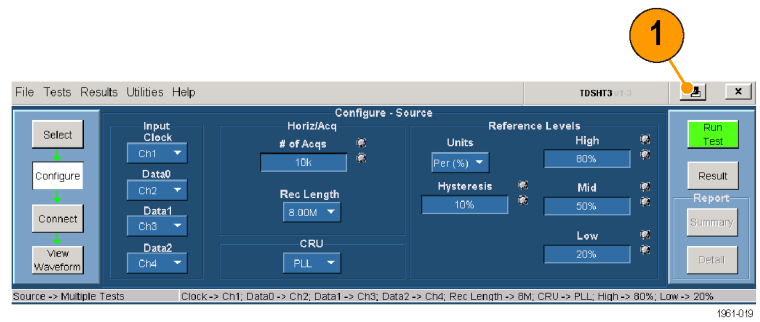 1
File Tests Results Utilities Help
TDSHT3 v1.3
Configure - Source
Select
Configure
Connect
View
Waveform
Input
Clock
Ch1
Data0
Ch2
Data1
Ch3
Data2
Ch4
Horiz/Acq
# of Acqs
10k
Rec Length
8.00M
CRU
PLL
Reference Levels
Units
Per (%)
Hysteresis
10%
High
80%
Mid
50%
Low
20%
Run
Test
Result
Report
Summary
Detail
Source -> Multiple Tests
Clock -> Ch1; Data0 -> Ch2; Data1 -> Ch3; Data2 -> Ch4; Rec Length -> 8M; CRU -> PLL; High -> 80%; Low -> 20%
1961-019